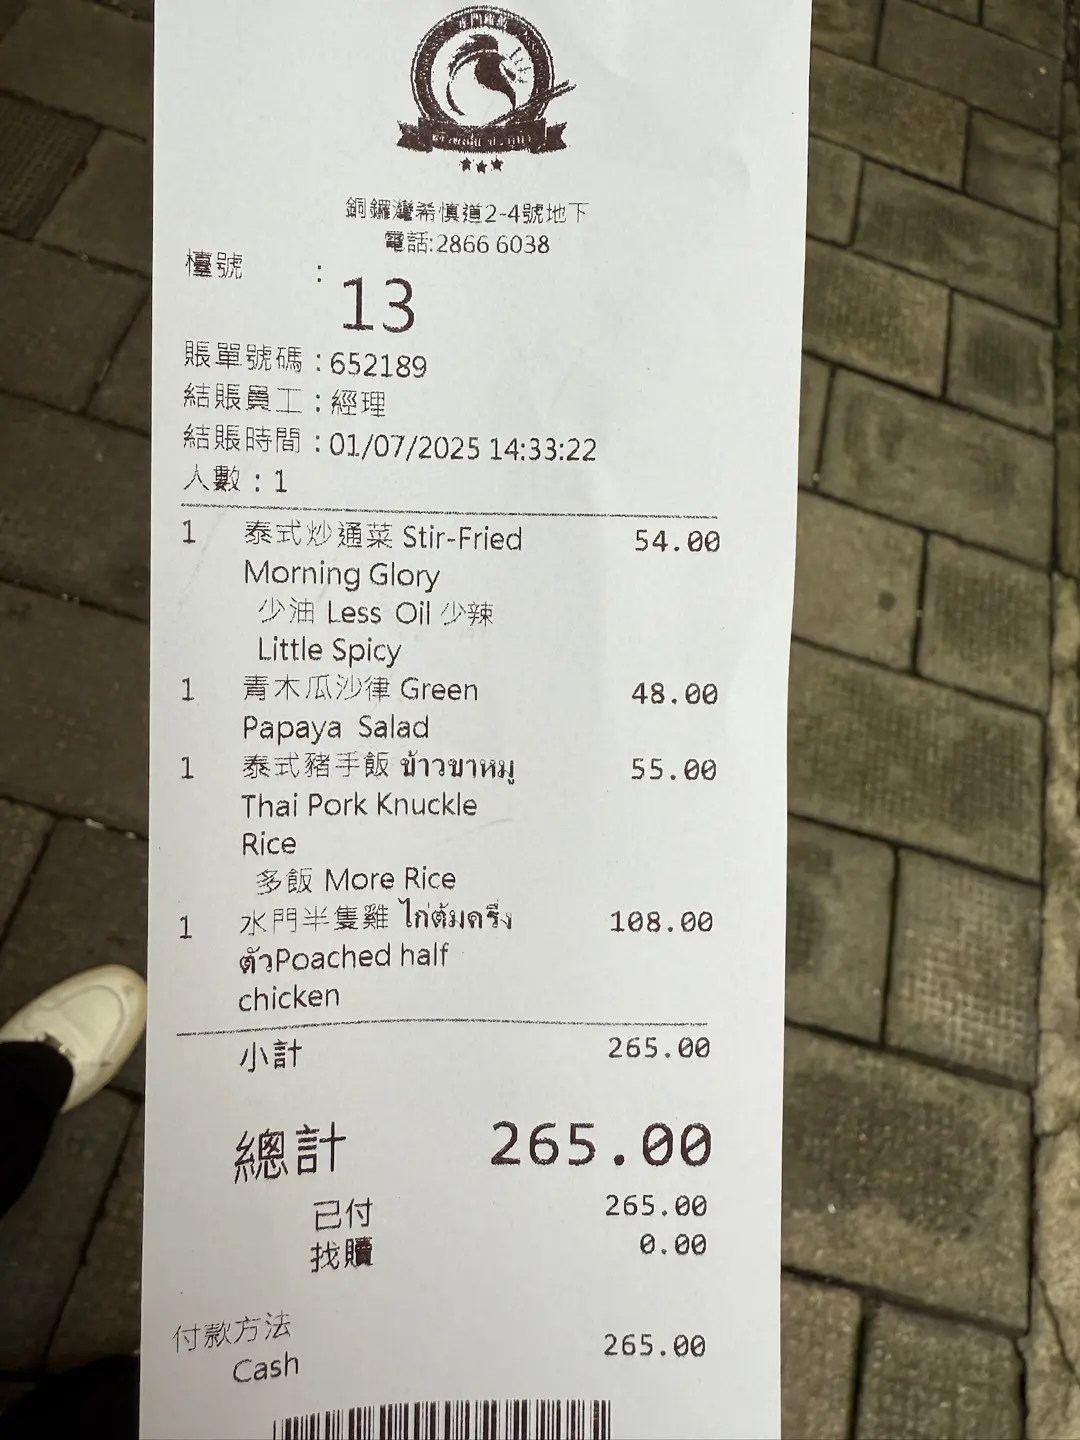 銅鑼灣希慎道2-4號地下
電話:2866 6038
檯號 :
13
賬單號碼 : 652189
結賬員工 : 經理
結賬時間 : 01/07/2025 14:33:22
人數 : 1
1 泰式炒通菜 Stir-Fried 54.00
Morning Glory
少油 Less Oil 少辣
Little Spicy
1 青木瓜沙律 Green 48.00
Papaya Salad
1 泰式豬手飯 ข้าวขาหมู 55.00
Thai Pork Knuckle
Rice
多飯 More Rice
1 水門半隻雞 ไก่ต้มครึ่ง 108.00
ตัวPoached half
chicken
小計 265.00
總計 265.00
已付 265.00
找贖 0.00
付款方法
Cash 265.00